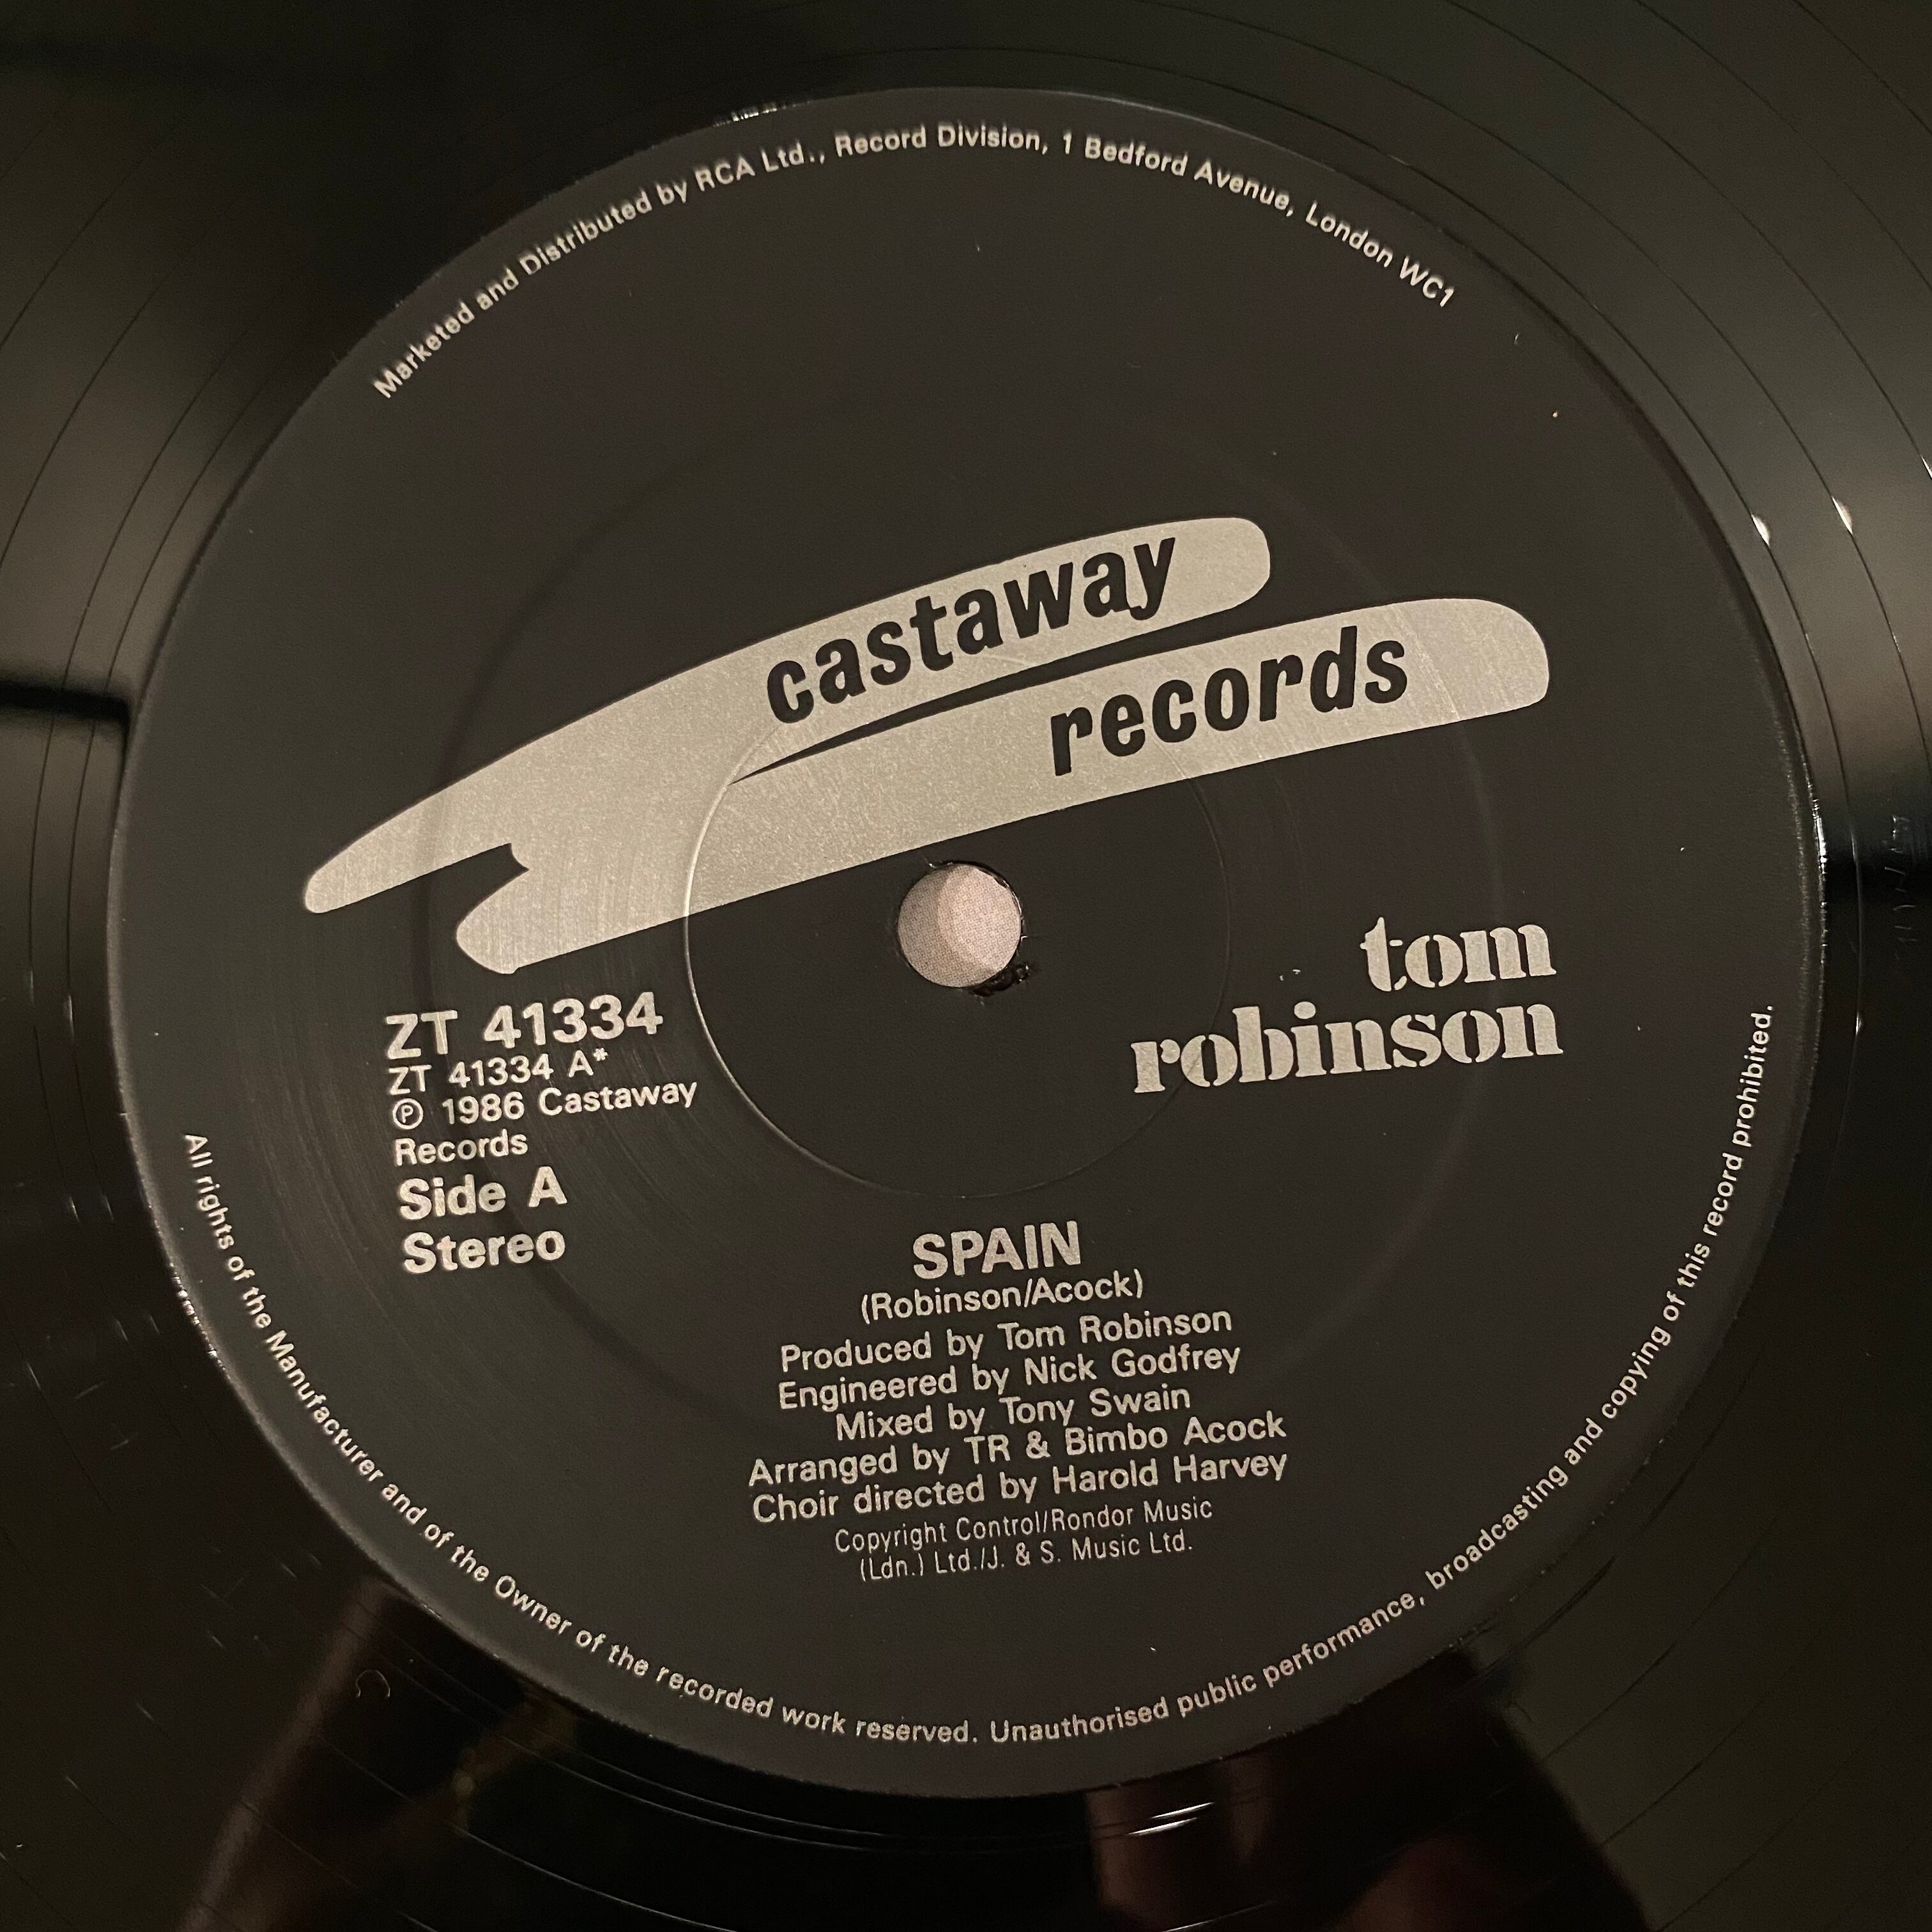 Marketed and Distributed by RCA Ltd., Record Division, 1 Bedford Avenue, London WC1
castaway
records
tom
robinson
ZT 41334
ZT 41334 A*
℗ 1986 Castaway
Records
Side A
Stereo
SPAIN
(Robinson/Acock)
Produced by Tom Robinson
Engineered by Nick Godfrey
Mixed by Tony Swain
Arranged by TR & Bimbo Acock
Choir directed by Harold Harvey
Copyright Control/Rondor Music
(Ldn.) Ltd./J. & S. Music Ltd.
All rights of the Manufacturer and of the Owner of the recorded work reserved. Unauthorised public performance, broadcasting and copying of this record prohibited.